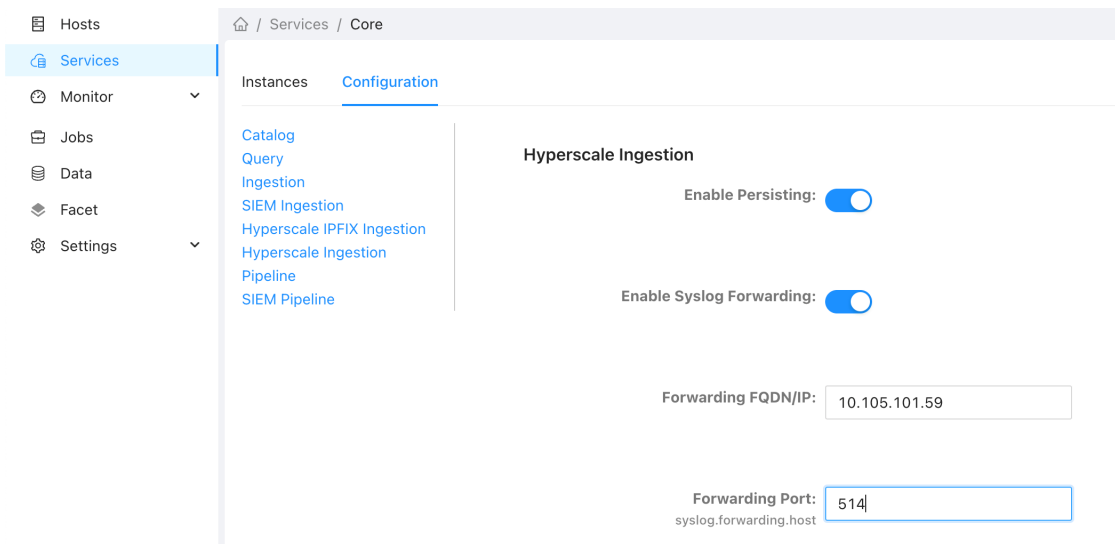 Hosts
Services
Monitor
Jobs
Data
Facet
Settings
/ Services / Core
Instances Configuration
Catalog
Query
Ingestion
SIEM Ingestion
Hyperscale IPFIX Ingestion
Hyperscale Ingestion
Pipeline
SIEM Pipeline
Hyperscale Ingestion
Enable Persisting:
Enable Syslog Forwarding:
Forwarding FQDN/IP: 10.105.101.59
Forwarding Port: 514
syslog.forwarding.host